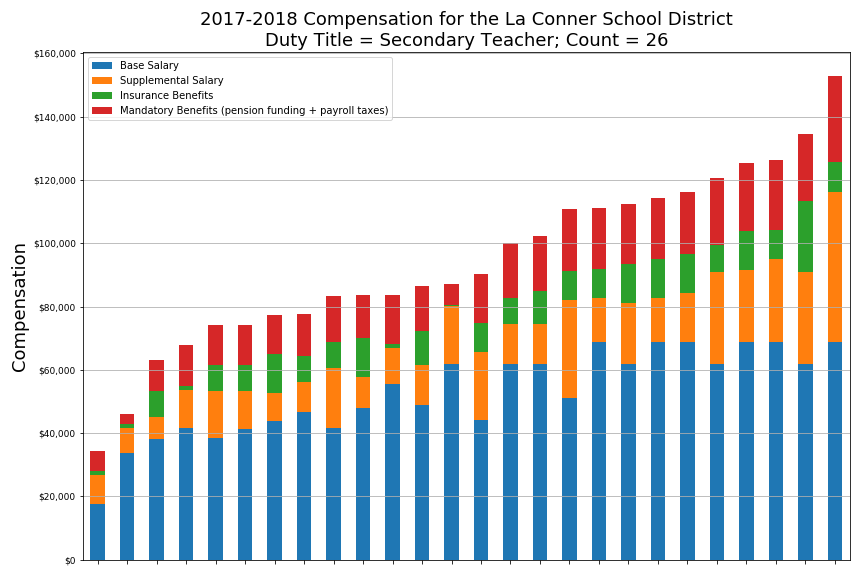 2017-2018 Compensation for the La Conner School District
Duty Title = Secondary Teacher; Count = 26
$160,000
Base Salary
Supplemental Salary
Insurance Benefits
Mandatory Benefits (pension funding + payroll taxes)
$140,000
$120,000
$100,000
Compensation
$80,000
$60,000
$40,000
$20,000
$0